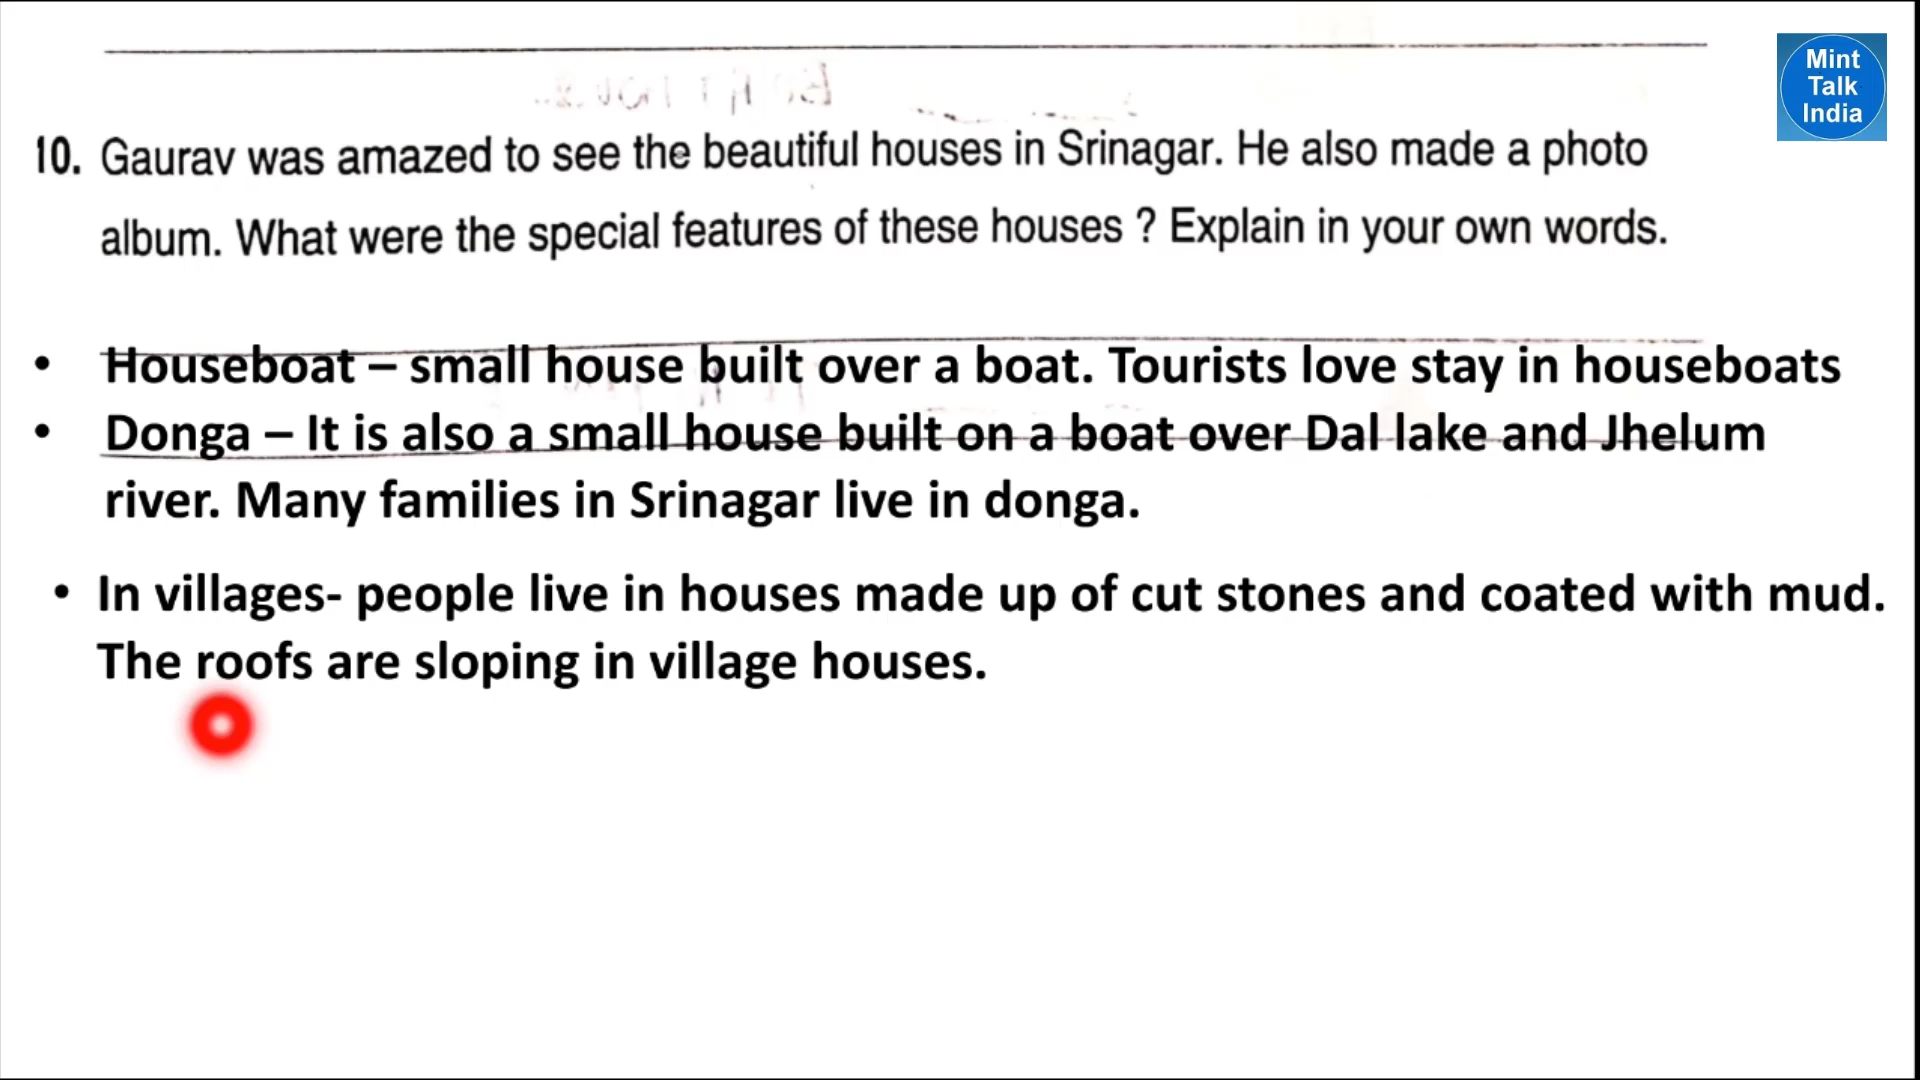 Mint
Talk
India
10. Gaurav was amazed to see the beautiful houses in Srinagar. He also made a photo
album. What were the special features of these houses ? Explain in your own words.
• Houseboat – small house built over a boat. Tourists love stay in houseboats
• Donga – It is also a small house built on a boat over Dal lake and Jhelum
river. Many families in Srinagar live in donga.
• In villages- people live in houses made up of cut stones and coated with mud.
The roofs are sloping in village houses.